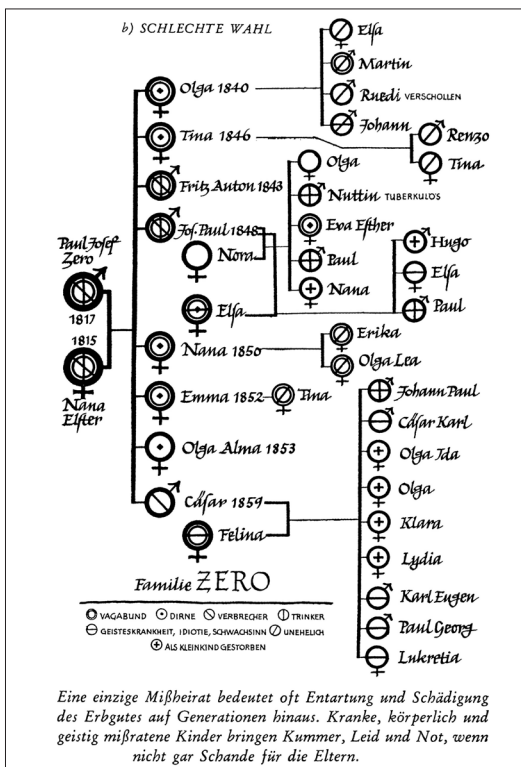 b) SCHLECHTE WAHL
Elsa
Martin
Ruedi VERSCHOLLEN
Johann
Olga 1840
Tina 1846
Renzo
Tina
Fritz Anton 1843
Jos. Paul 1848
Nora
Elsa
Olga
Nuttin TUBERKULÖS
Eva Esther
Paul
Nana
Hugo
Elsa
Paul
Paul Josef
Zero
1817
1815
Nana
Elster
Nana 1850
Erika
Olga Lea
Emma 1852
Tina
Olga Alma 1853
Cäsar 1859
Felina
Johann Paul
Cäsar Karl
Olga Ida
Olga
Klara
Lydia
Karl Eugen
Paul Georg
Lukretia
Familie ZERO
VAGABUND DIRNE VERBRECHER TRINKER
GEISTESKRANKHEIT, IDIOTIE, SCHWACHSINN UNEHELICH
ALS KLEINKIND GESTORBEN
Eine einzige Mißheirat bedeutet oft Entartung und Schädigung
des Erbgutes auf Generationen hinaus. Kranke, körperlich und
geistig mißratene Kinder bringen Kummer, Leid und Not, wenn
nicht gar Schande für die Eltern.